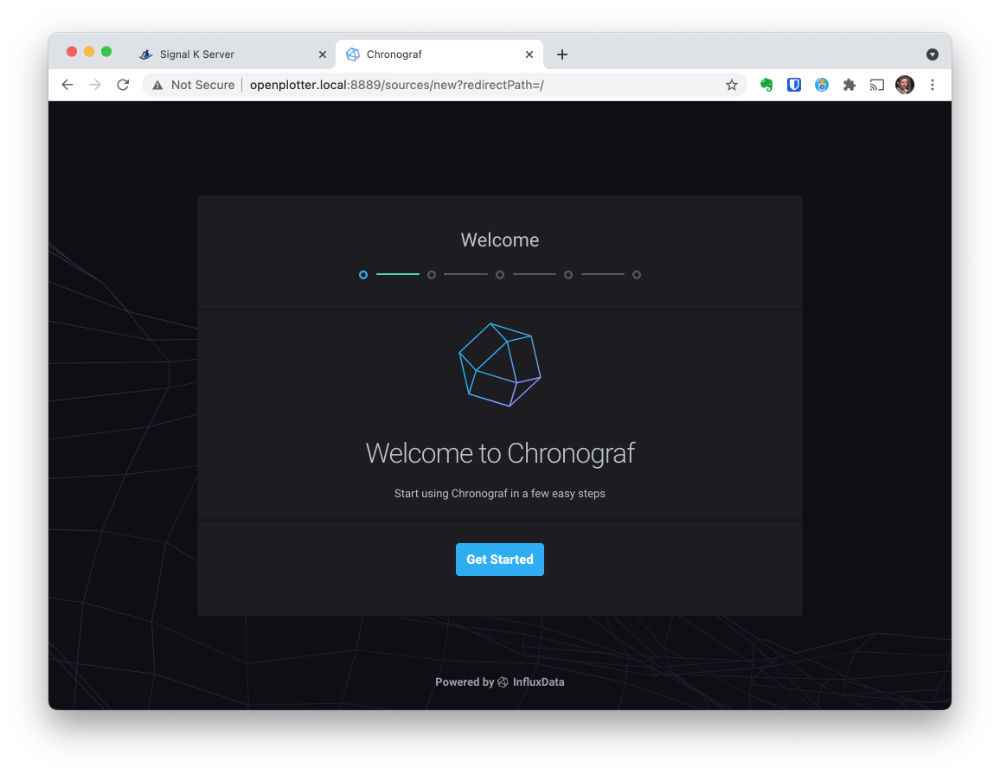 Signal K Server
Chronograf
Not Secure
openplotter.local:8889/sources/new?redirectPath=/
Welcome
Welcome to Chronograf
Start using Chronograf in a few easy steps
Get Started
Powered by InfluxData